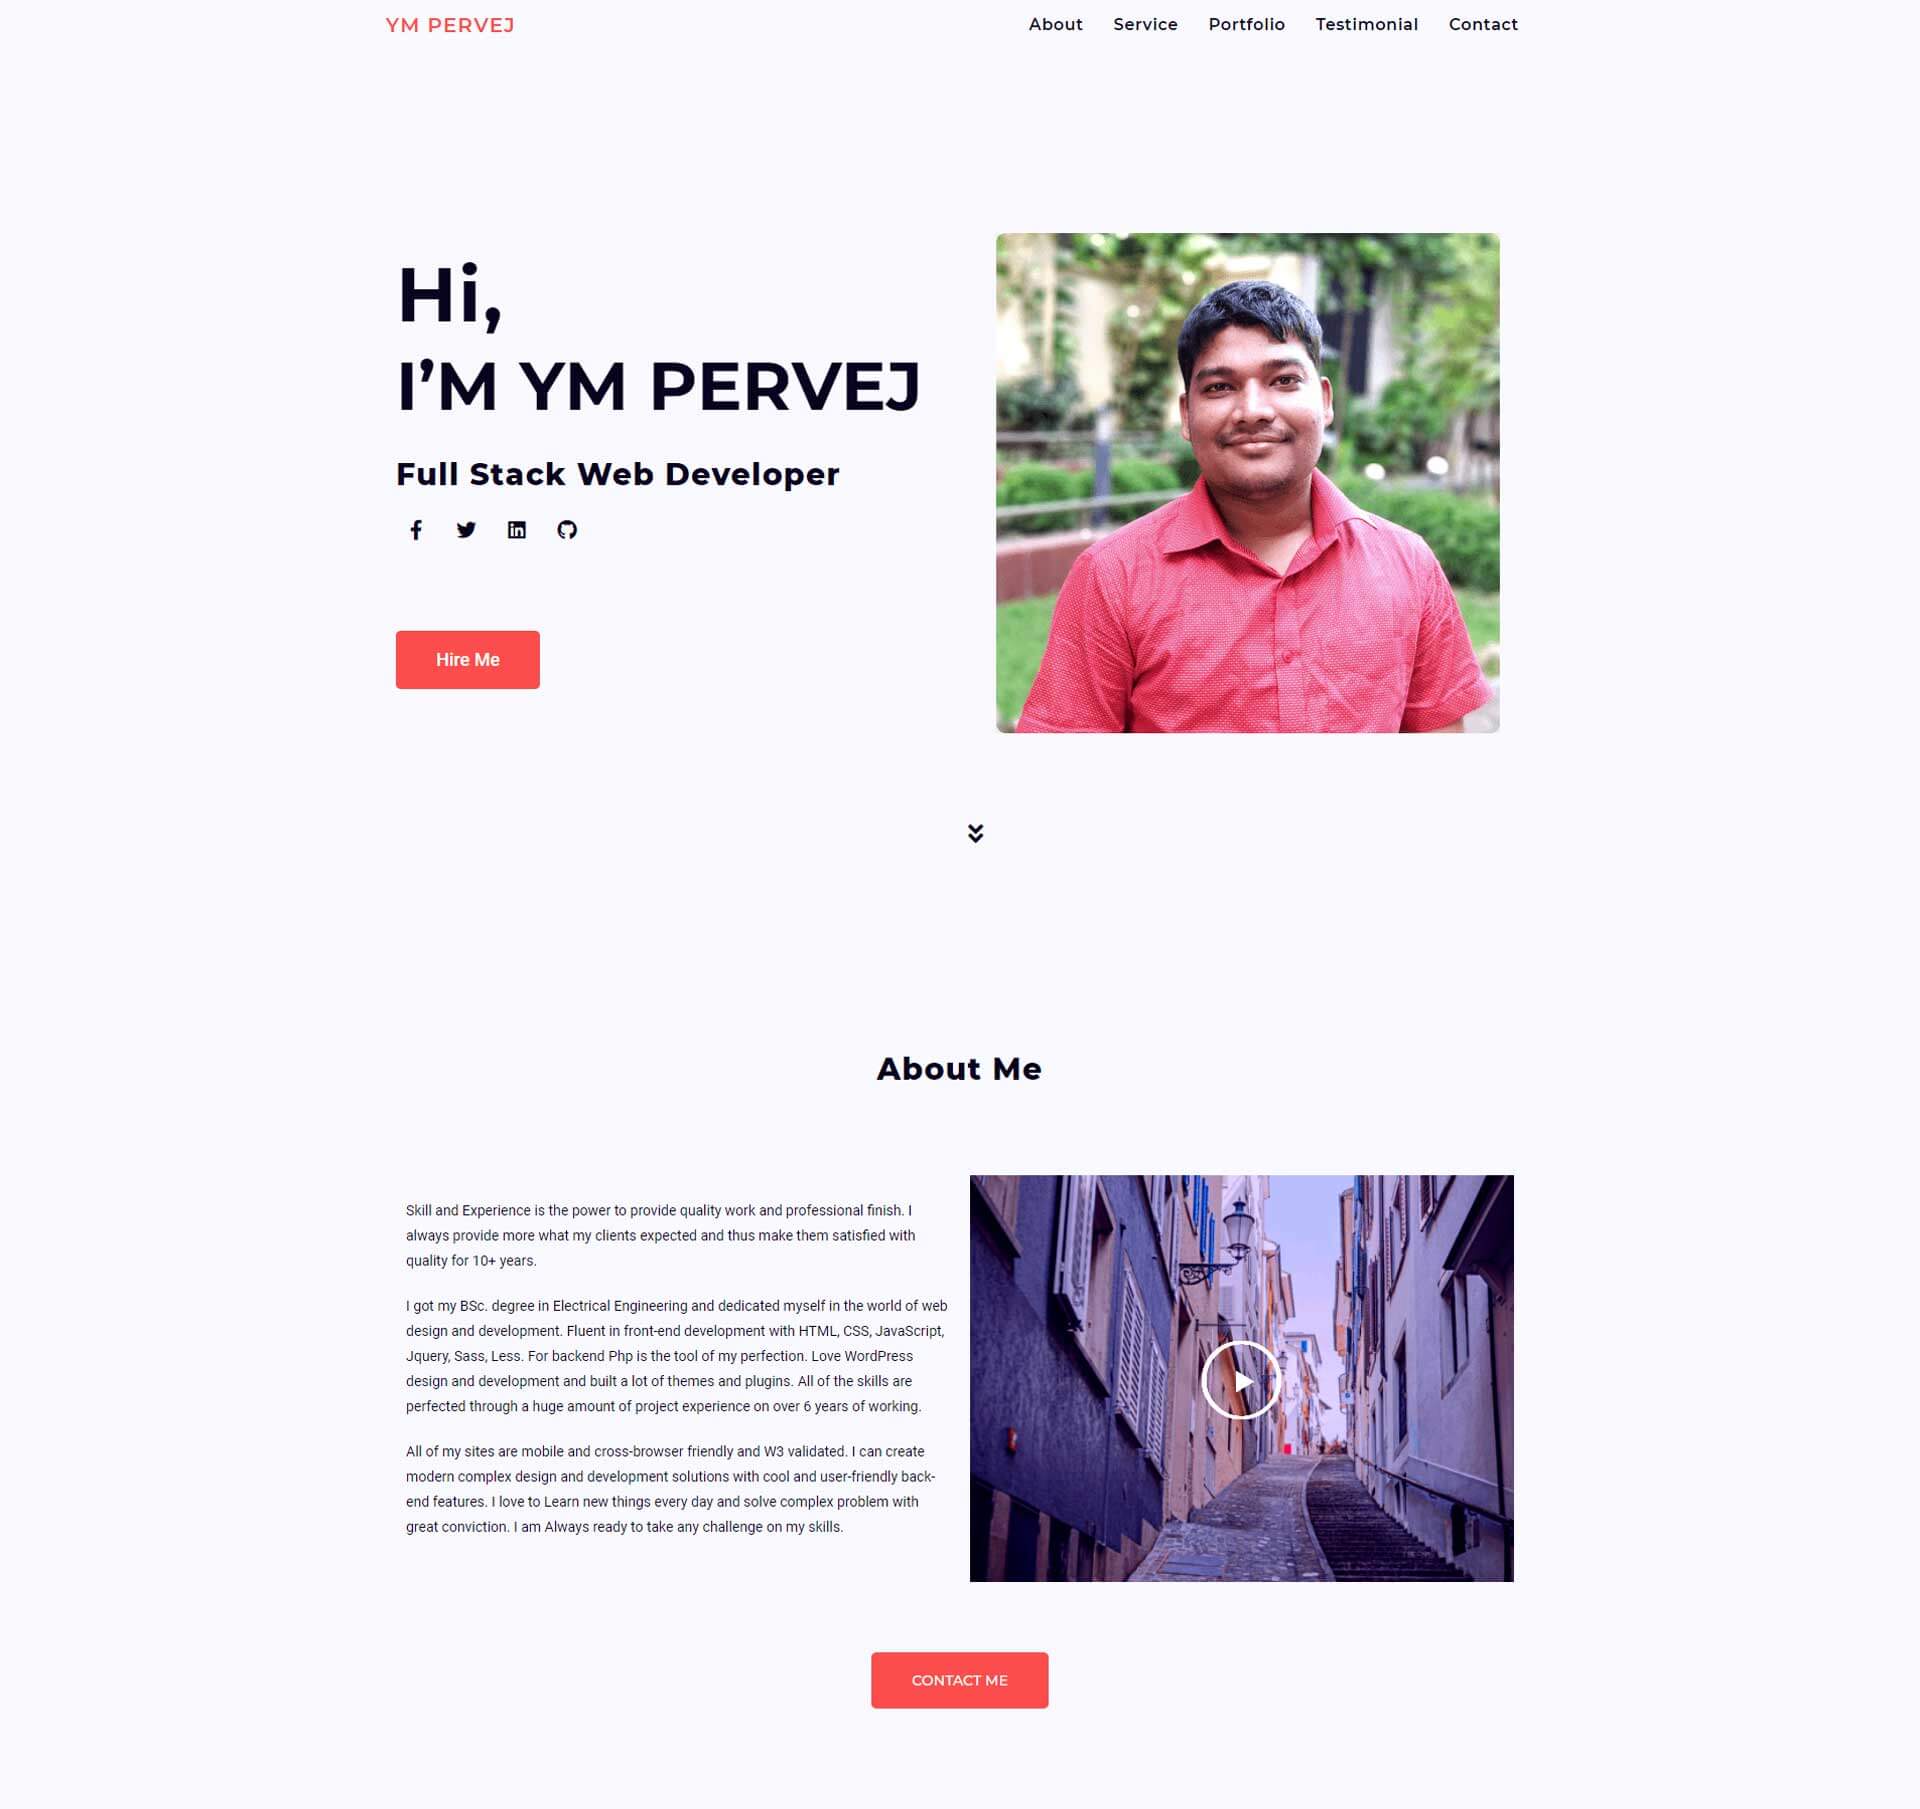 YM PERVEJ
About Service Portfolio Testimonial Contact
Hi,
I’M YM PERVEJ
Full Stack Web Developer
Hire Me
About Me
Skill and Experience is the power to provide quality work and professional finish. I
always provide more what my clients expected and thus make them satisfied with
quality for 10+ years.
I got my BSc. degree in Electrical Engineering and dedicated myself in the world of web
design and development. Fluent in front-end development with HTML, CSS, JavaScript,
Jquery, Sass, Less. For backend Php is the tool of my perfection. Love WordPress
design and development and built a lot of themes and plugins. All of the skills are
perfected through a huge amount of project experience on over 6 years of working.
All of my sites are mobile and cross-browser friendly and W3 validated. I can create
modern complex design and development solutions with cool and user-friendly back-
end features. I love to Learn new things every day and solve complex problem with
great conviction. I am Always ready to take any challenge on my skills.
CONTACT ME